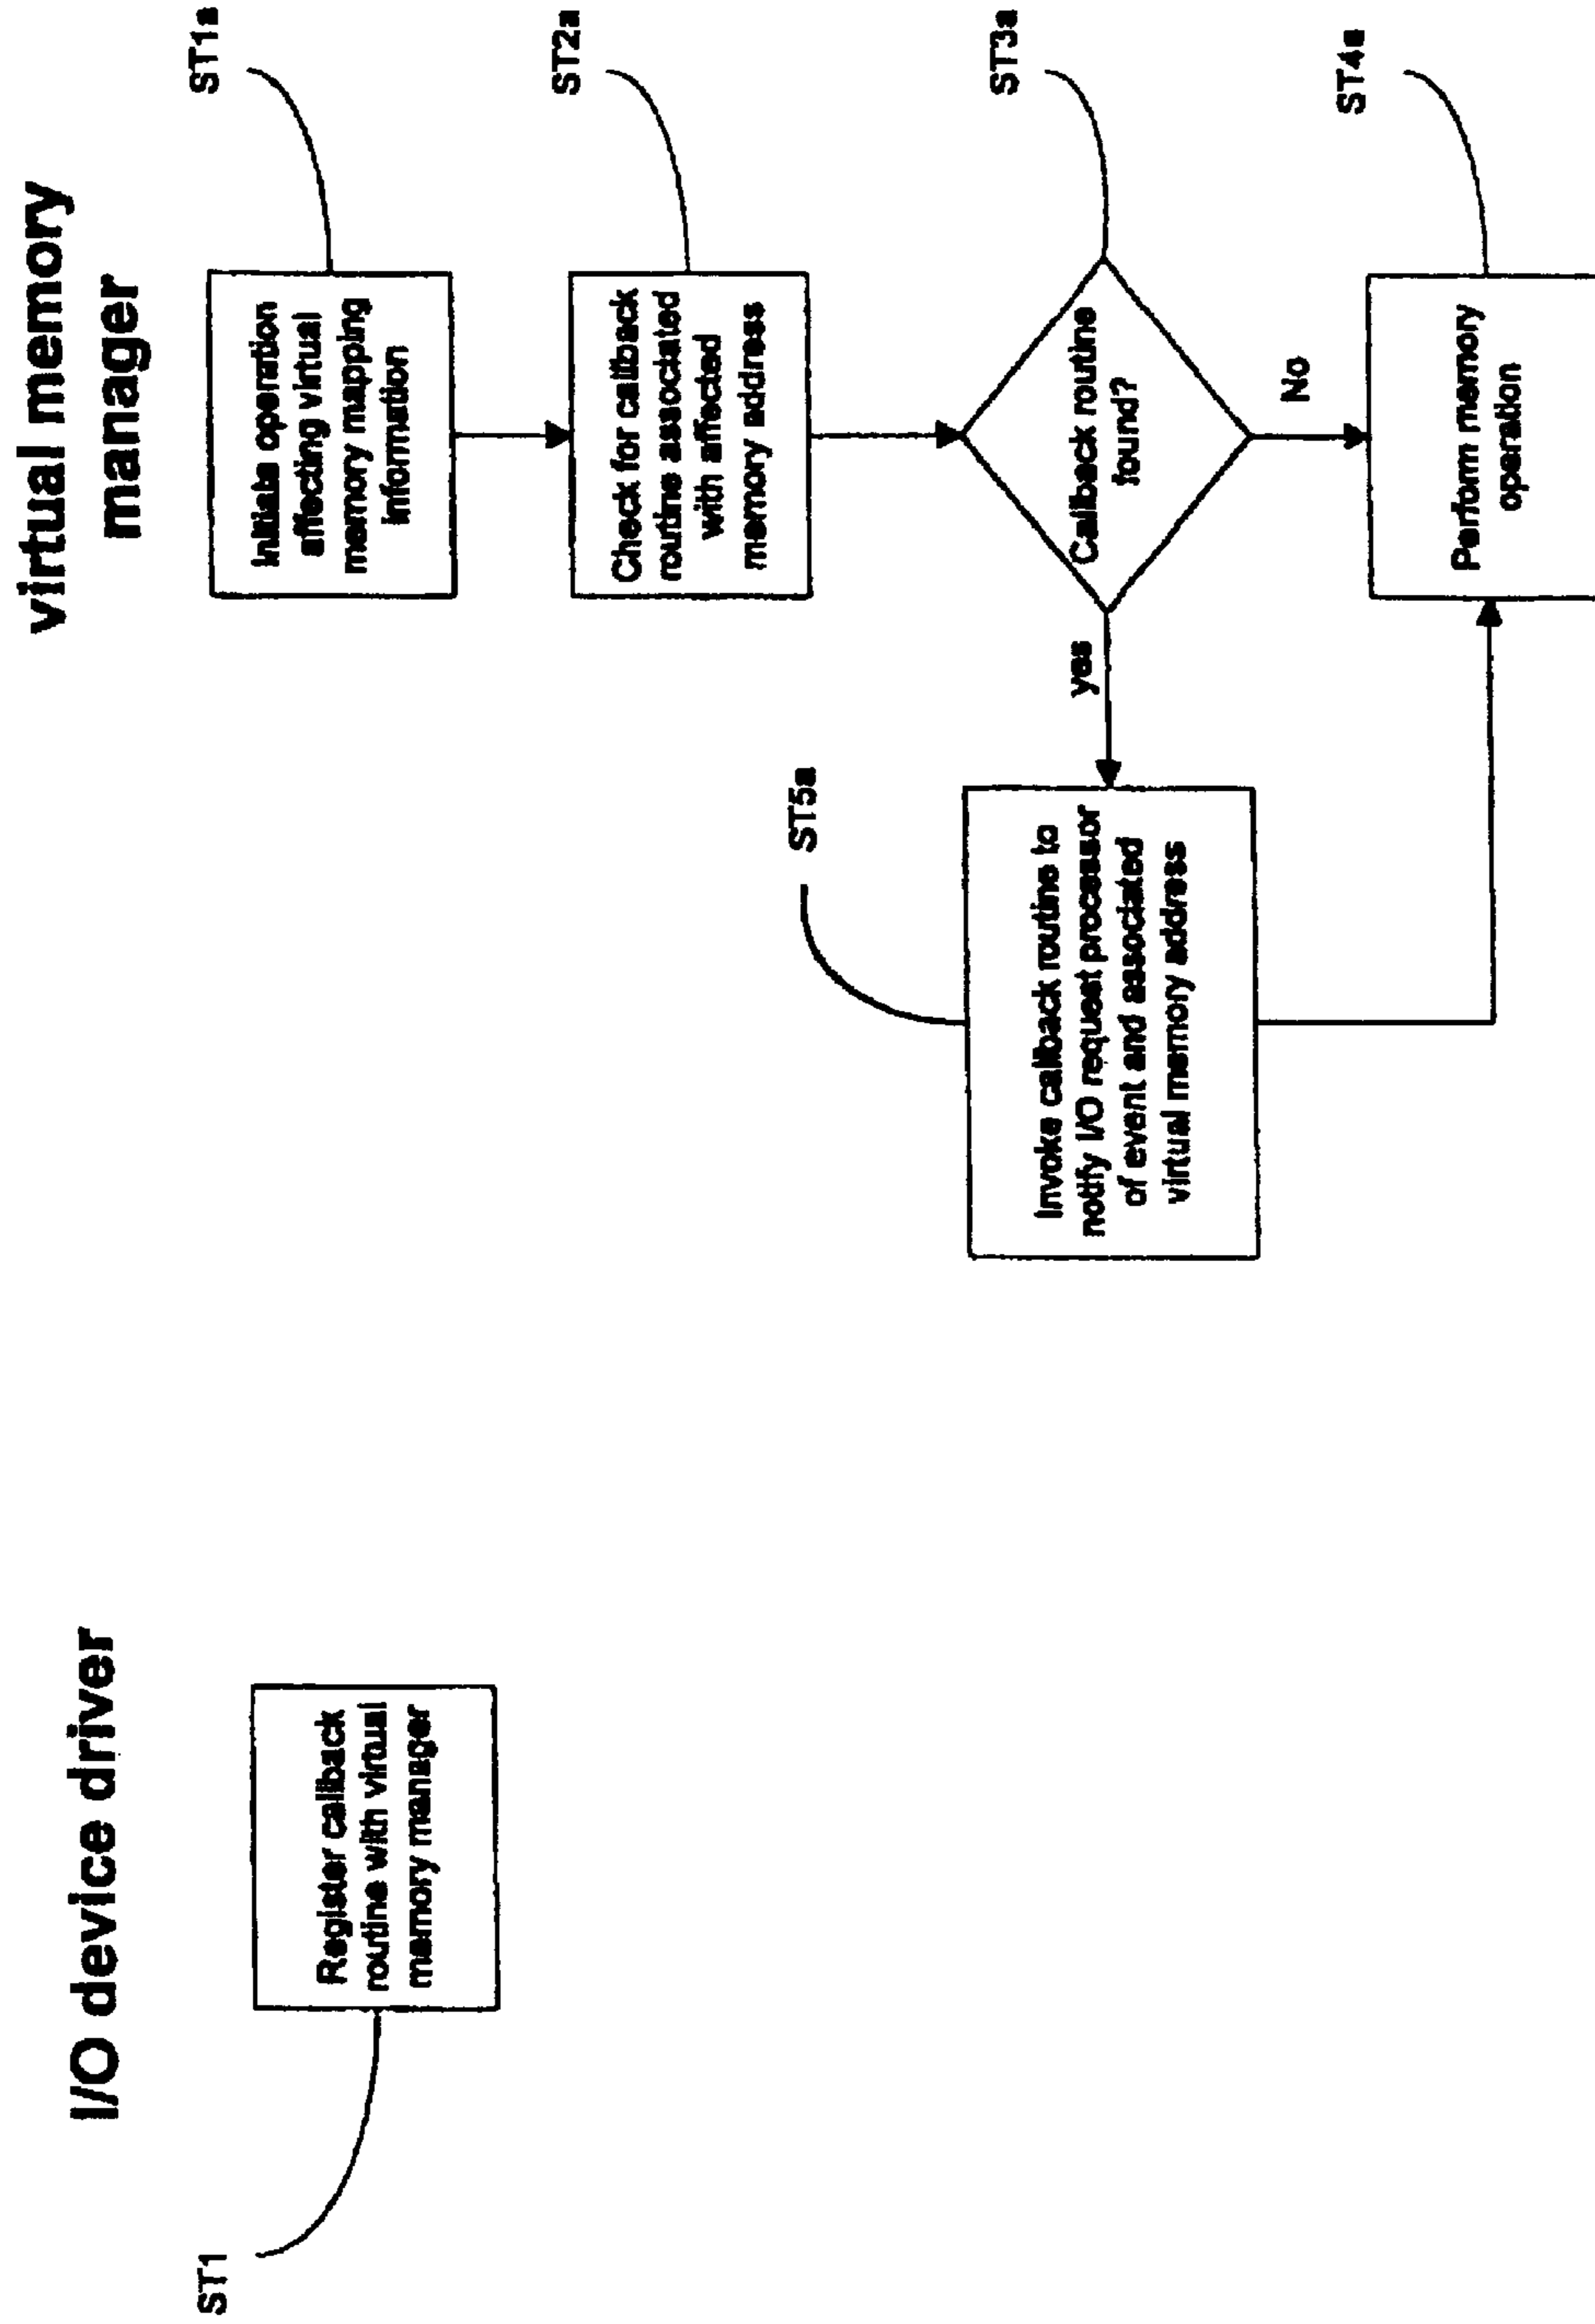 I/O device driver
ST1
Register callback
routine with virtual
memory manager
virtual memory
manager
ST1a
Initiate operation
affecting virtual
memory mapping
information
ST2a
Check for callback
routine associated
with affected
memory address
ST3a
Callback routine
found?
yes
No
ST5a
Invoke callback routine to
notify I/O request processor
of event and associated
virtual memory address
ST4a
Perform memory
operation